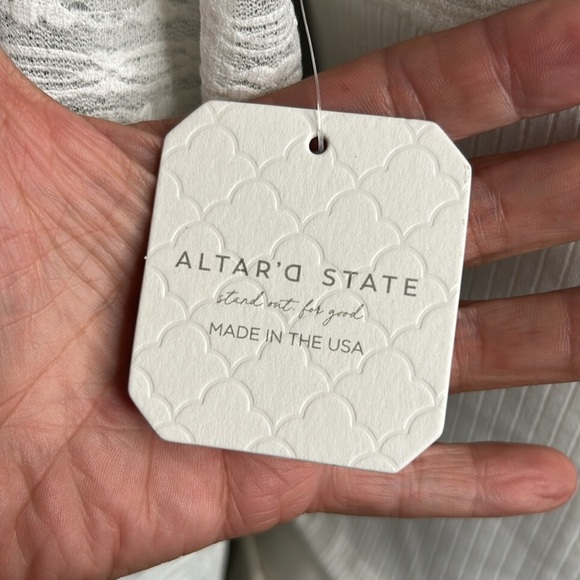 ALTAR'D STATE
stand out. for good.
MADE IN THE USA